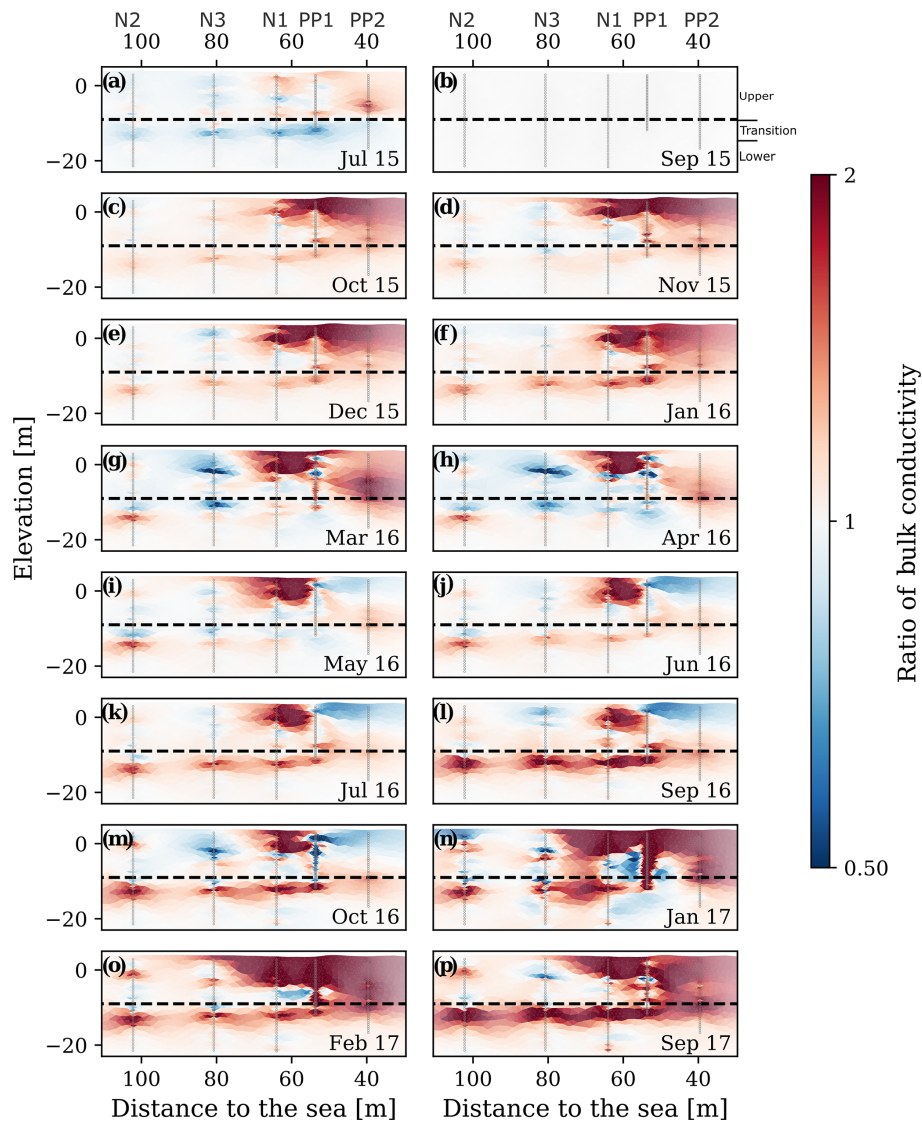 N2 N3 N1 PP1 PP2
100 80 60 40
N2 N3 N1 PP1 PP2
100 80 60 40
0
−20
(a)
Jul 15
(b)
Sep 15
Upper
Transition
Lower
0
−20
(c)
Oct 15
(d)
Nov 15
0
−20
(e)
Dec 15
(f)
Jan 16
0
−20
(g)
Mar 16
(h)
Apr 16
0
−20
(i)
May 16
(j)
Jun 16
0
−20
(k)
Jul 16
(l)
Sep 16
0
−20
(m)
Oct 16
(n)
Jan 17
0
−20
(o)
Feb 17
(p)
Sep 17
100 80 60 40
100 80 60 40
Distance to the sea [m]
Distance to the sea [m]
Elevation [m]
2
1
0.50
Ratio of bulk conductivity